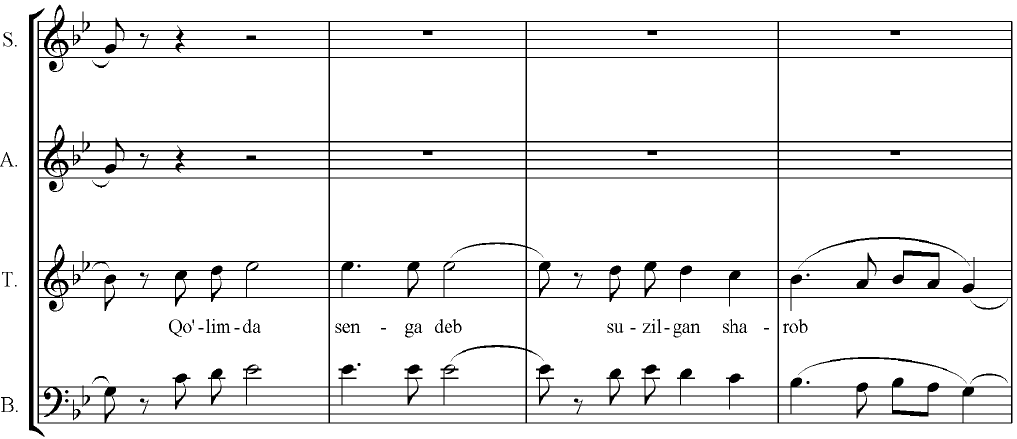 S.
A.
T.
Qo'-lim-da sen - ga deb su - zil-gan sha - rob
B.